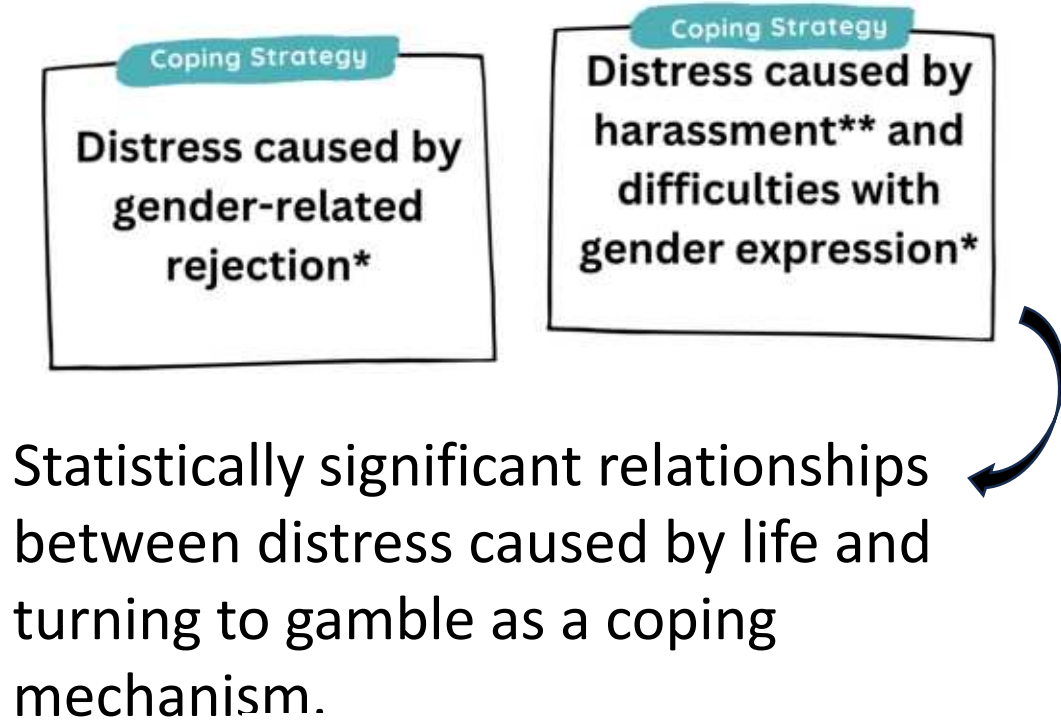 Coping Strategy
Distress caused by
gender-related
rejection*
Coping Strategy
Distress caused by
harassment** and
difficulties with
gender expression*
Statistically significant relationships
between distress caused by life and
turning to gamble as a coping
mechanism.